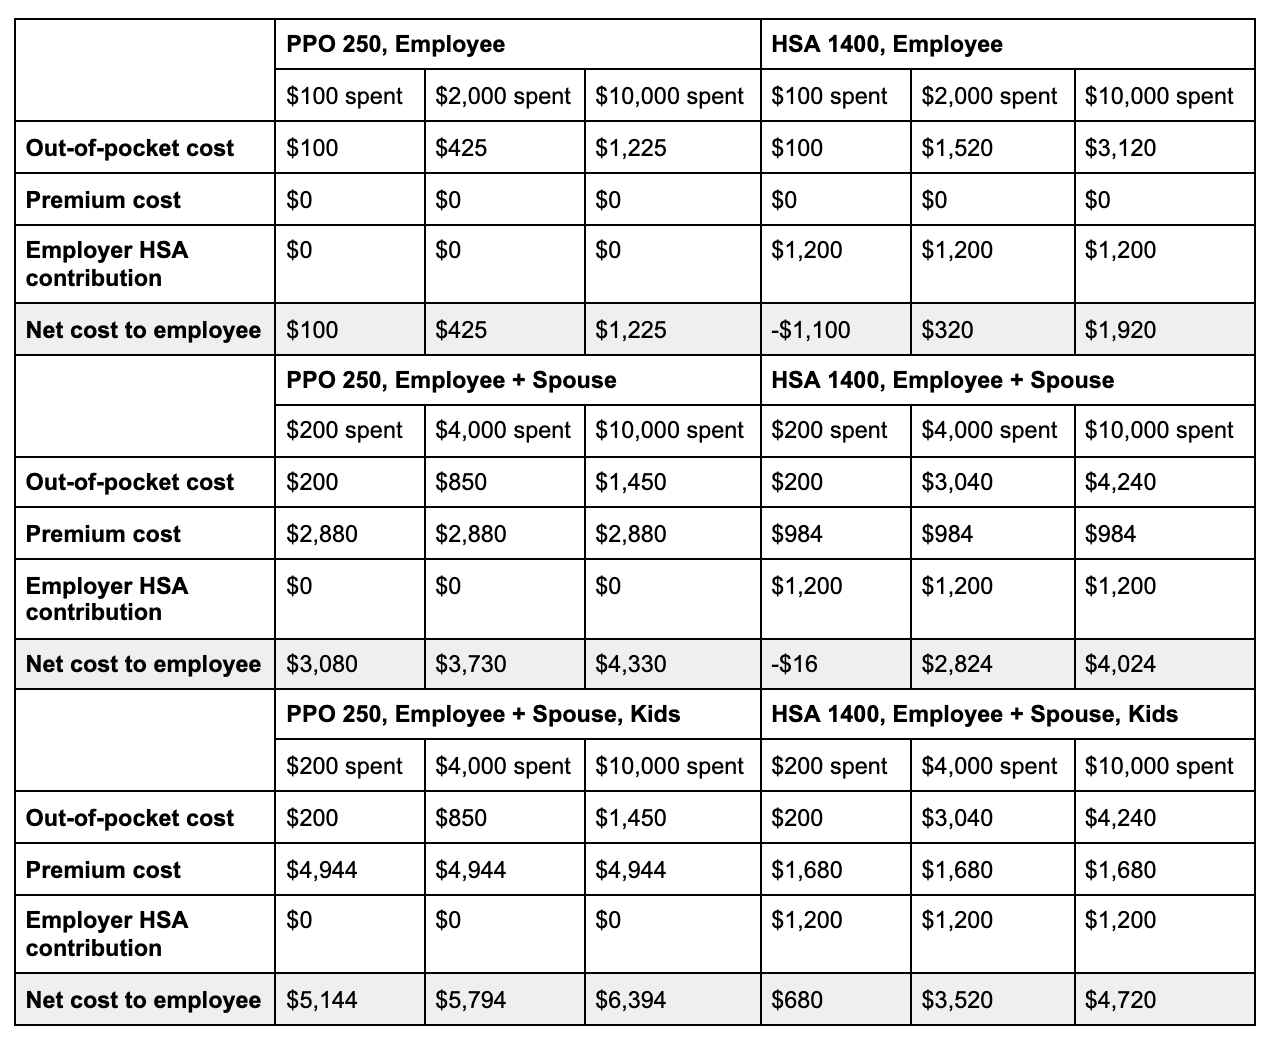 PPO 250, Employee HSA 1400, Employee
$100 spent $2,000 spent $10,000 spent $100 spent $2,000 spent $10,000 spent
Out-of-pocket cost $100 $425 $1,225 $100 $1,520 $3,120
Premium cost $0 $0 $0 $0 $0 $0
Employer HSA $0 $0 $0 $1,200 $1,200 $1,200
contribution
Net cost to employee $100 $425 $1,225 -$1,100 $320 $1,920
PPO 250, Employee + Spouse HSA 1400, Employee + Spouse
$200 spent $4,000 spent $10,000 spent $200 spent $4,000 spent $10,000 spent
Out-of-pocket cost $200 $850 $1,450 $200 $3,040 $4,240
Premium cost $2,880 $2,880 $2,880 $984 $984 $984
Employer HSA $0 $0 $0 $1,200 $1,200 $1,200
contribution
Net cost to employee $3,080 $3,730 $4,330 -$16 $2,824 $4,024
PPO 250, Employee + Spouse, Kids HSA 1400, Employee + Spouse, Kids
$200 spent $4,000 spent $10,000 spent $200 spent $4,000 spent $10,000 spent
Out-of-pocket cost $200 $850 $1,450 $200 $3,040 $4,240
Premium cost $4,944 $4,944 $4,944 $1,680 $1,680 $1,680
Employer HSA $0 $0 $0 $1,200 $1,200 $1,200
contribution
Net cost to employee $5,144 $5,794 $6,394 $680 $3,520 $4,720